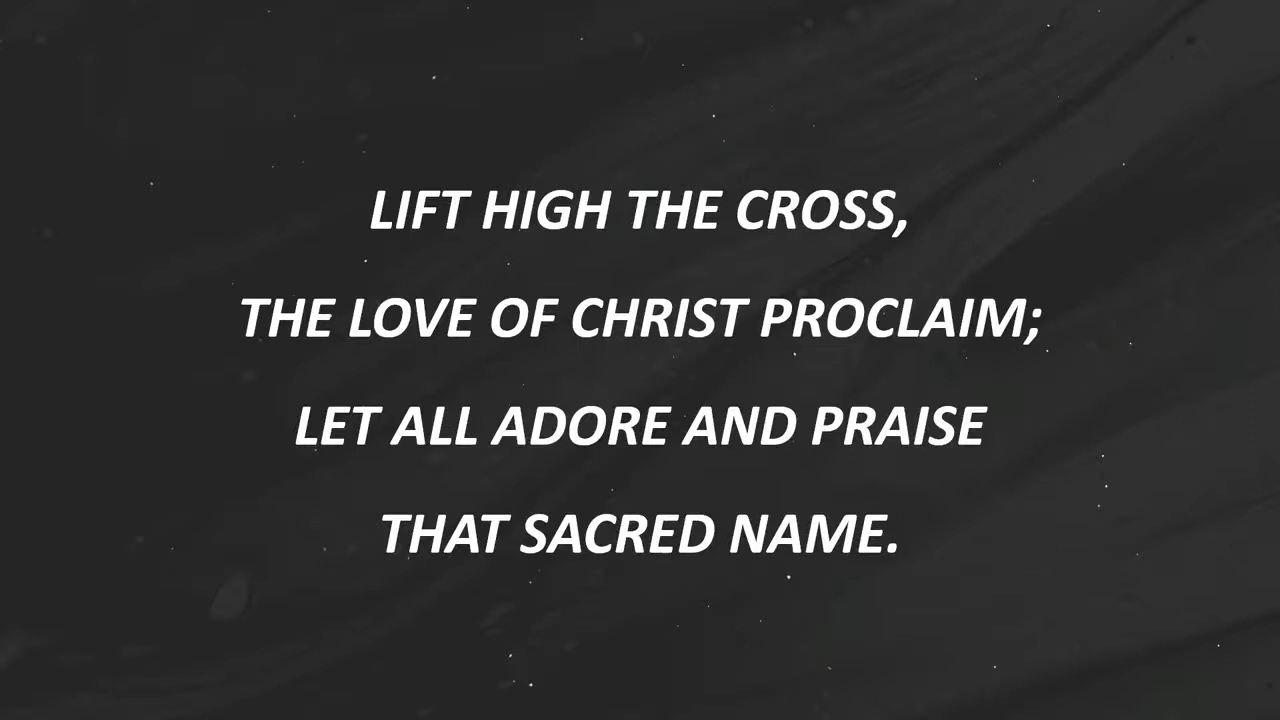 LIFT HIGH THE CROSS,
THE LOVE OF CHRIST PROCLAIM;
LET ALL ADORE AND PRAISE
THAT SACRED NAME.